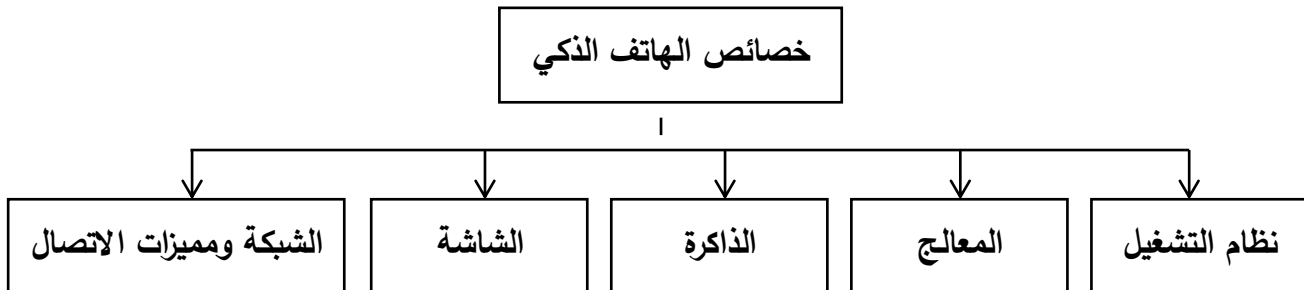 خصائص الهاتف الذكي
نظام التشغيل
المعالج
الذاكرة
الشاشة
الشبكة ومميزات الاتصال